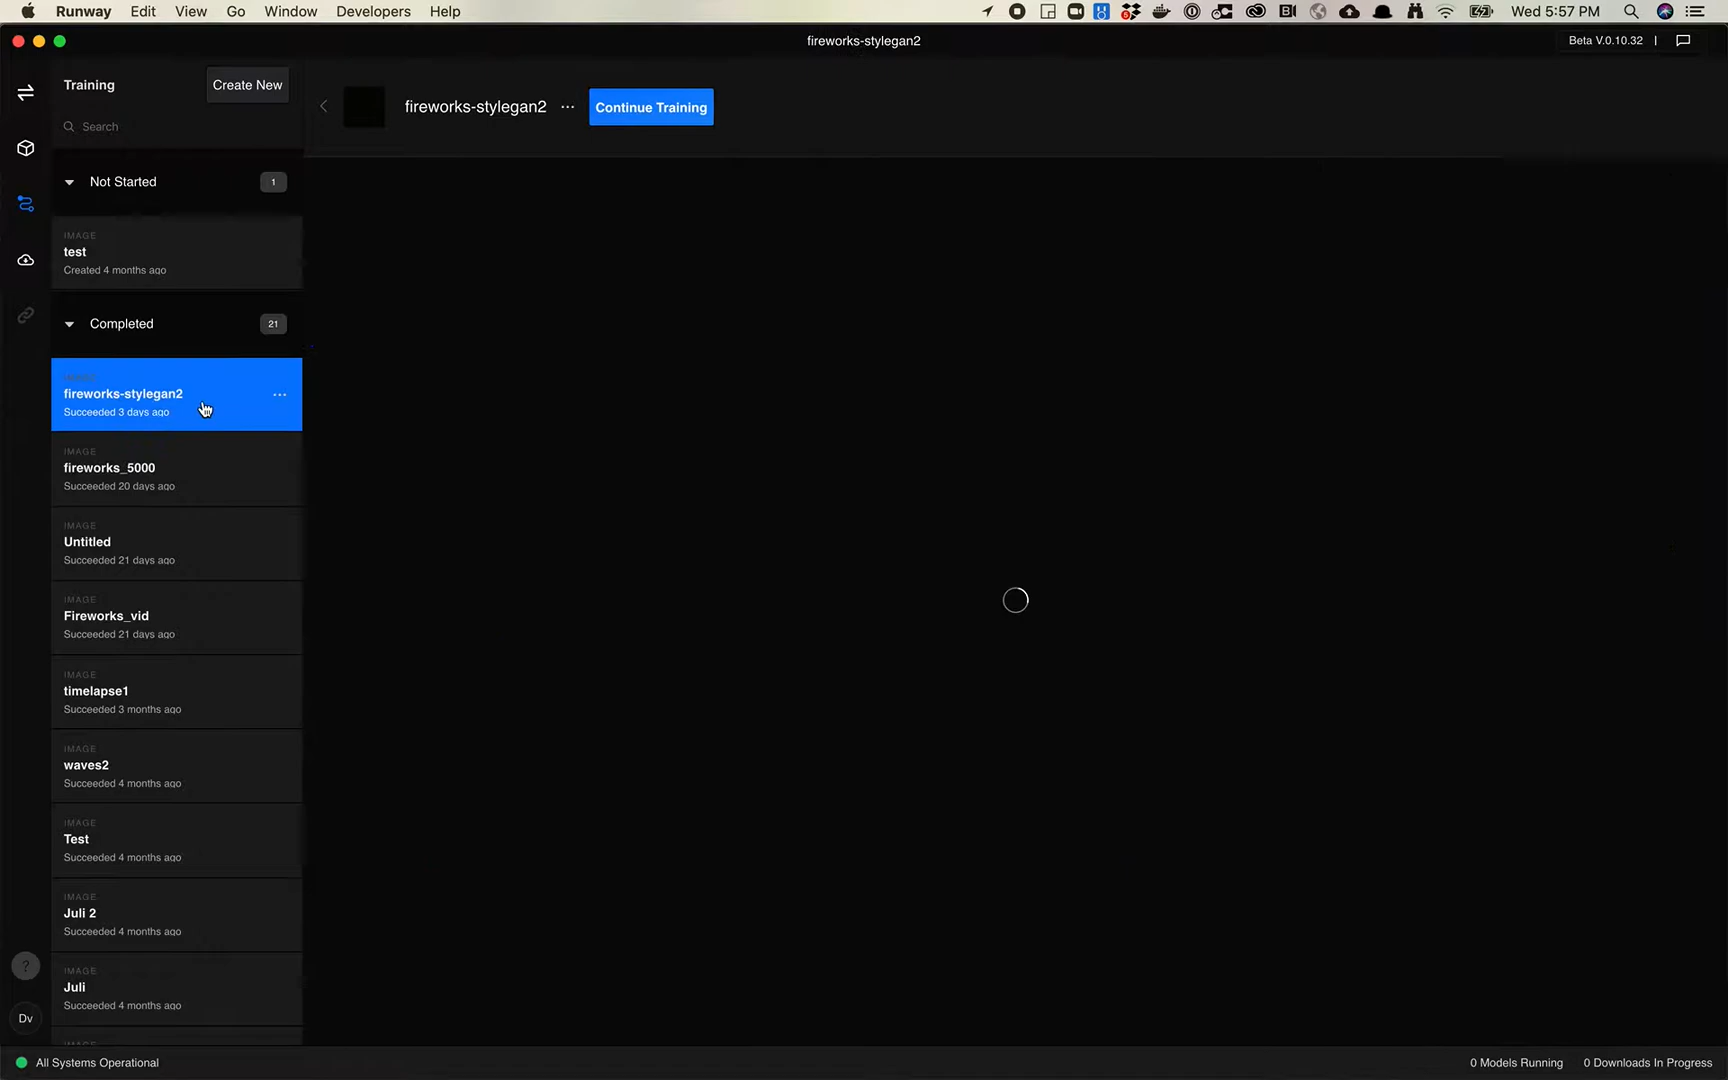 Runway Edit View Go Window Developers Help
Wed 5:57 PM
fireworks-stylegan2
Beta V.0.10.32 |
Training
Create New
Search
fireworks-stylegan2 ...
Continue Training
Not Started
1
IMAGE
test
Created 4 months ago
Completed
21
IMAGE
fireworks-stylegan2
...
Succeeded 3 days ago
IMAGE
fireworks_5000
Succeeded 20 days ago
IMAGE
Untitled
Succeeded 21 days ago
IMAGE
Fireworks_vid
Succeeded 21 days ago
IMAGE
timelapse1
Succeeded 3 months ago
IMAGE
waves2
Succeeded 4 months ago
IMAGE
Test
Succeeded 4 months ago
IMAGE
Juli 2
Succeeded 4 months ago
IMAGE
Juli
Succeeded 4 months ago
?
Dv
All Systems Operational
0 Models Running
0 Downloads In Progress